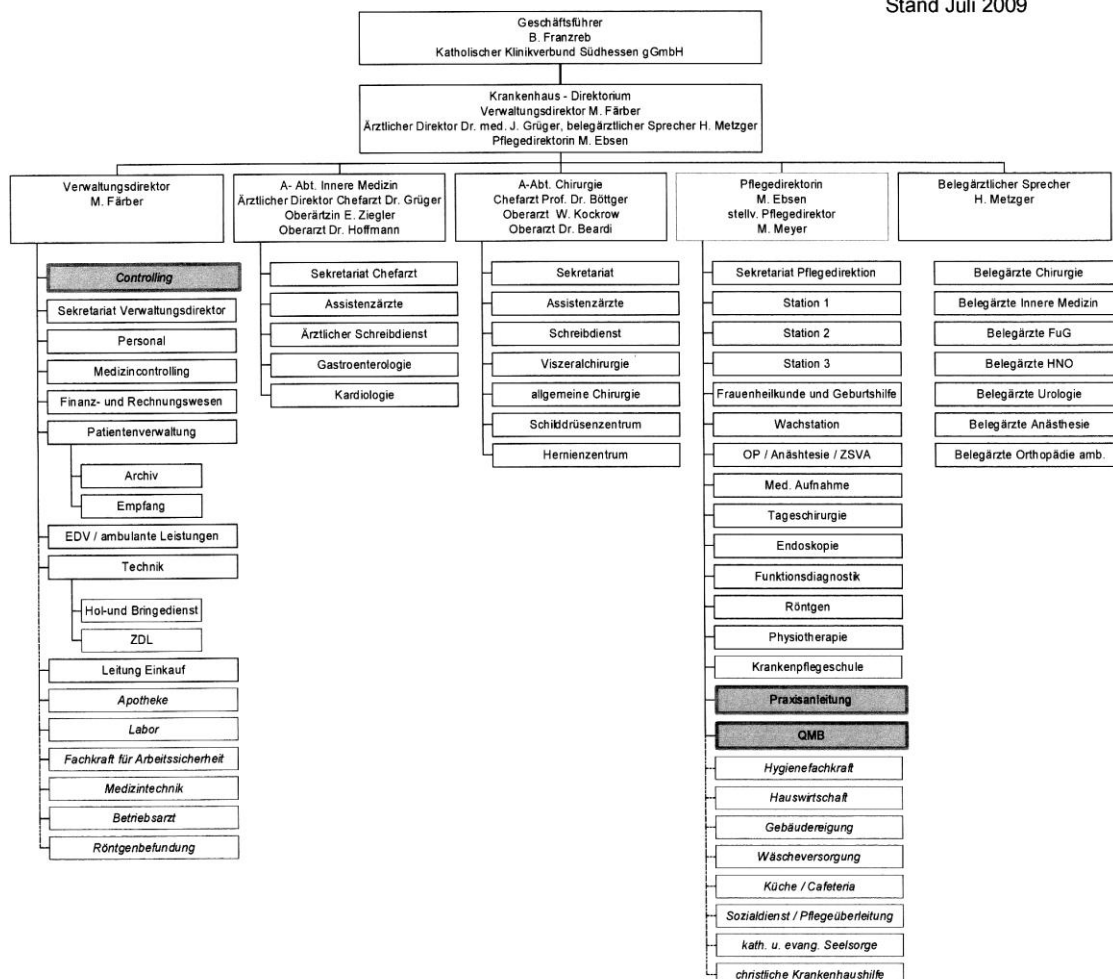 Stand Juli 2009
Geschäftsführer
B. Franzreb
Katholischer Klinikverbund Südhessen gGmbH
Krankenhaus - Direktorium
Verwaltungsdirektor M. Färber
Ärztlicher Direktor Dr. med. J. Grüger, belegärztlicher Sprecher H. Metzger
Pflegedirektorin M. Ebsen
Verwaltungsdirektor
M. Färber
Controlling
Sekretariat Verwaltungsdirektor
Personal
Medizincontrolling
Finanz- und Rechnungswesen
Patientenverwaltung
Archiv
Empfang
EDV / ambulante Leistungen
Technik
Hol-und Bringedienst
ZDL
Leitung Einkauf
Apotheke
Labor
Fachkraft für Arbeitssicherheit
Medizintechnik
Betriebsarzt
Röntgenbefundung
A- Abt. Innere Medizin
Ärztlicher Direktor Chefarzt Dr. Grüger
Oberärtzin E. Ziegler
Oberarzt Dr. Hoffmann
Sekretariat Chefarzt
Assistenzärzte
Ärztlicher Schreibdienst
Gastroenterologie
Kardiologie
A-Abt. Chirurgie
Chefarzt Prof. Dr. Böttger
Oberarzt W. Kockrow
Oberarzt Dr. Beardi
Sekretariat
Assistenzärzte
Schreibdienst
Viszeralchirurgie
allgemeine Chirurgie
Schilddrüsenzentrum
Hernienzentrum
Pflegedirektorin
M. Ebsen
stellv. Pflegedirektor
M. Meyer
Sekretariat Pflegedirektion
Station 1
Station 2
Station 3
Frauenheilkunde und Geburtshilfe
Wachstation
OP / Anäshtesie / ZSVA
Med. Aufnahme
Tageschirurgie
Endoskopie
Funktionsdiagnostik
Röntgen
Physiotherapie
Krankenpflegeschule
Praxisanleitung
QMB
Hygienefachkraft
Hauswirtschaft
Gebäudereigung
Wäscheversorgung
Küche / Cafeteria
Sozialdienst / Pflegeüberleitung
kath. u. evang. Seelsorge
christliche Krankenhaushilfe
Belegärztlicher Sprecher
H. Metzger
Belegärzte Chirurgie
Belegärzte Innere Medizin
Belegärzte FuG
Belegärzte HNO
Belegärzte Urologie
Belegärzte Anästhesie
Belegärzte Orthopädie amb.